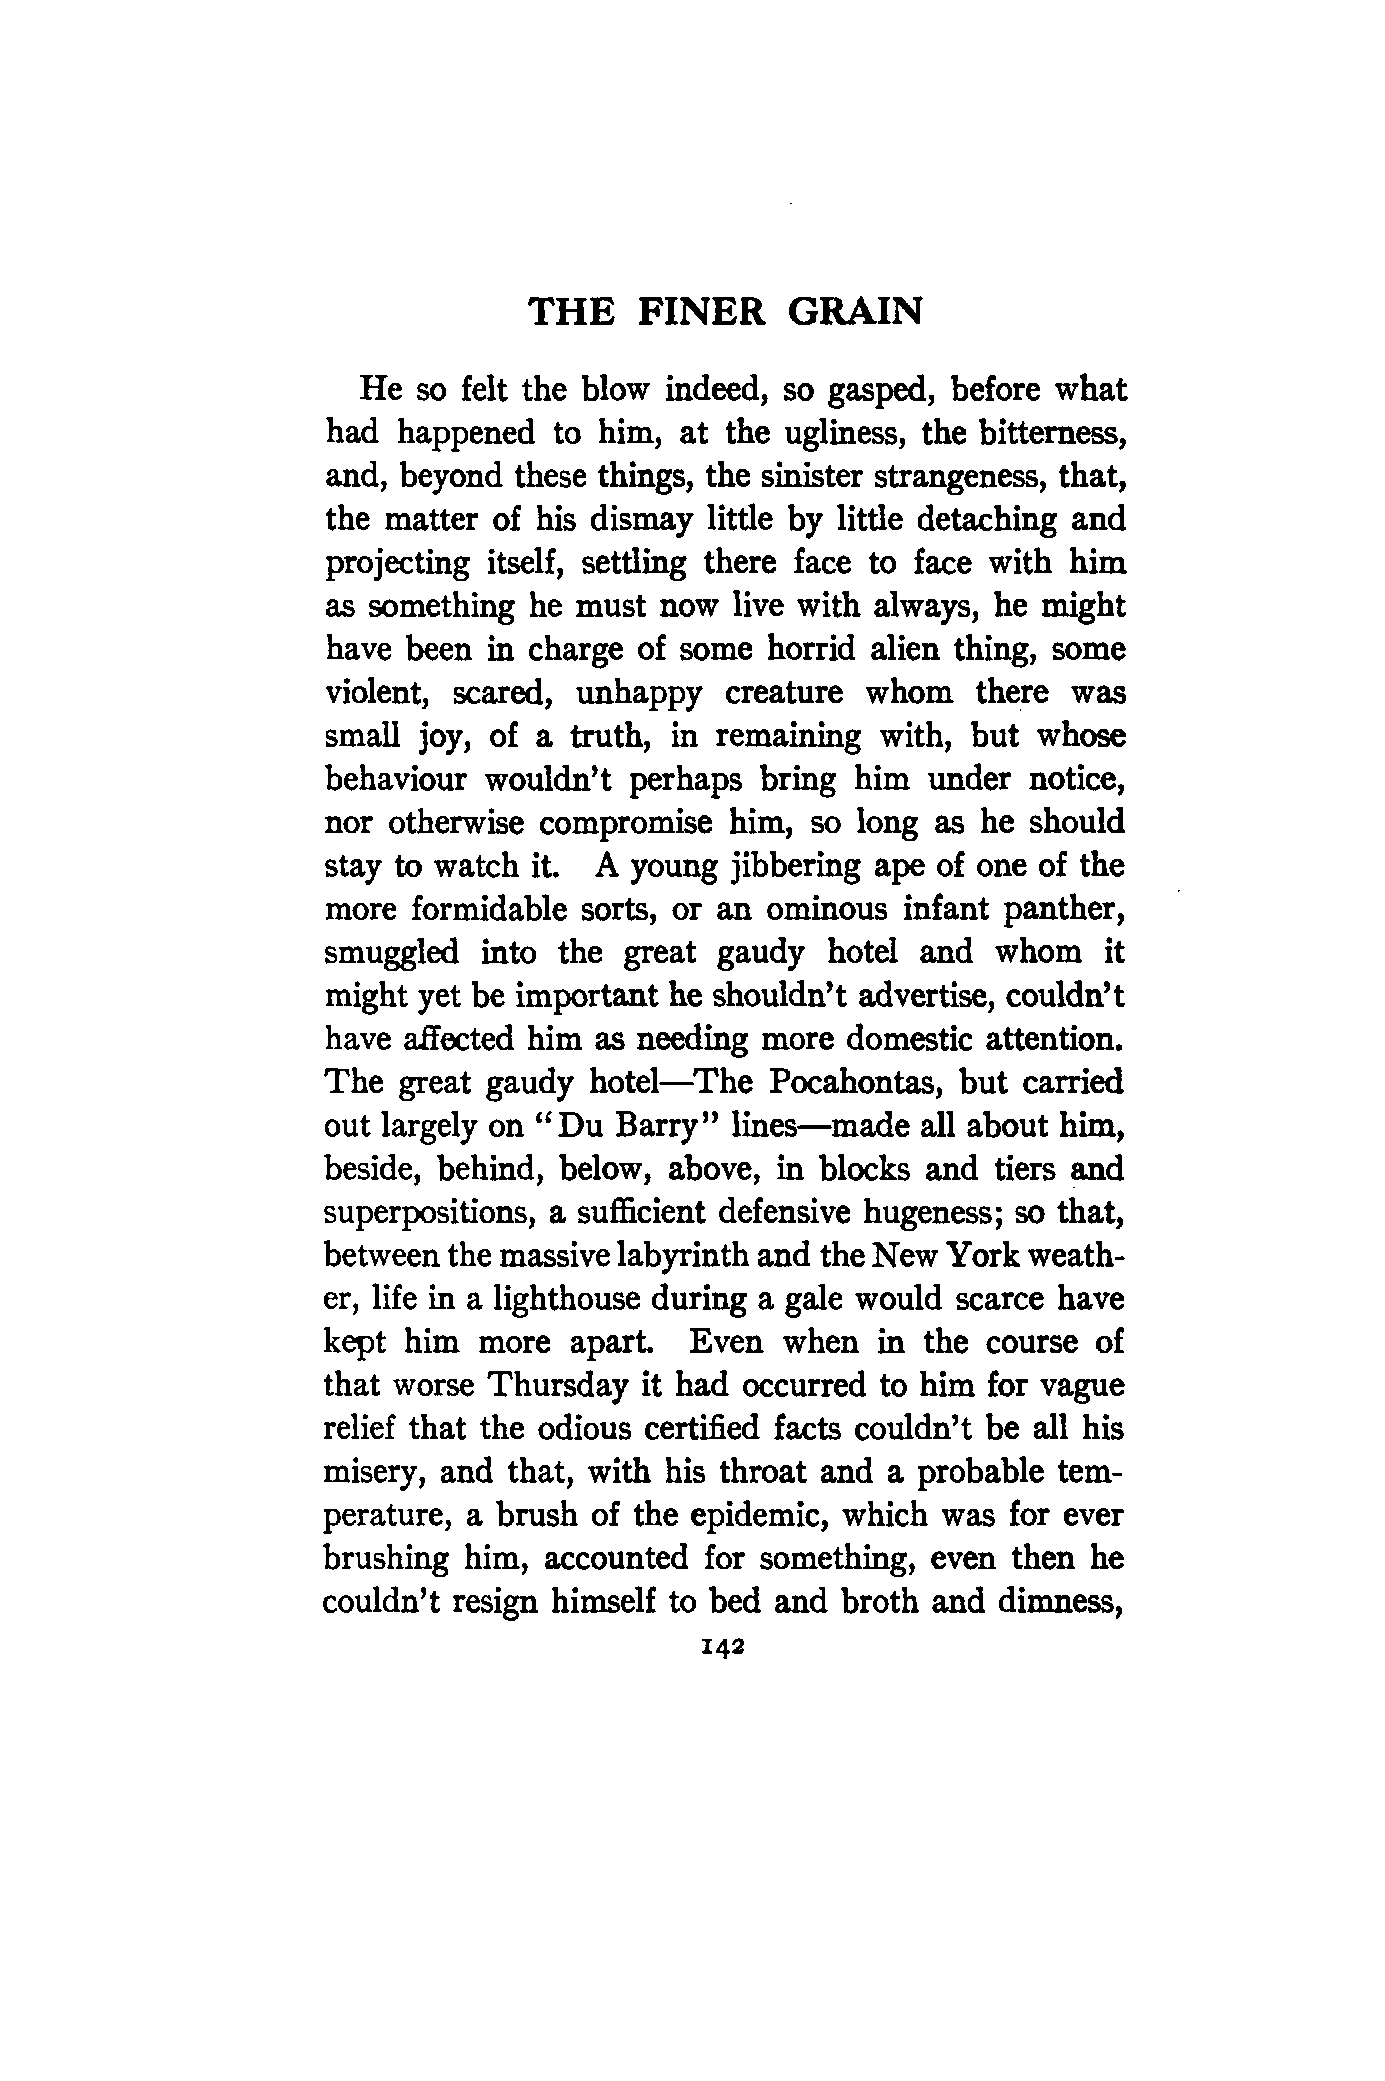 THE FINER GRAIN
He so felt the blow indeed, so gasped, before what
had happened to him, at the ugliness, the bitterness,
and, beyond these things, the sinister strangeness, that,
the matter of his dismay little by little detaching and
projecting itself, settling there face to face with him
as something he must now live with always, he might
have been in charge of some horrid alien thing, some
violent, scared, unhappy creature whom there was
small joy, of a truth, in remaining with, but whose
behaviour wouldn't perhaps bring him under notice,
nor otherwise compromise him, so long as he should
stay to watch it. A young jibbering ape of one of the
more formidable sorts, or an ominous infant panther,
smuggled into the great gaudy hotel and whom it
might yet be important he shouldn't advertise, couldn't
have affected him as needing more domestic attention.
The great gaudy hotel—The Pocahontas, but carried
out largely on "Du Barry" lines—made all about him,
beside, behind, below, above, in blocks and tiers and
superpositions, a sufficient defensive hugeness; so that,
between the massive labyrinth and the New York weath-
er, life in a lighthouse during a gale would scarce have
kept him more apart. Even when in the course of
that worse Thursday it had occurred to him for vague
relief that the odious certified facts couldn't be all his
misery, and that, with his throat and a probable tem-
perature, a brush of the epidemic, which was for ever
brushing him, accounted for something, even then he
couldn't resign himself to bed and broth and dimness,
142